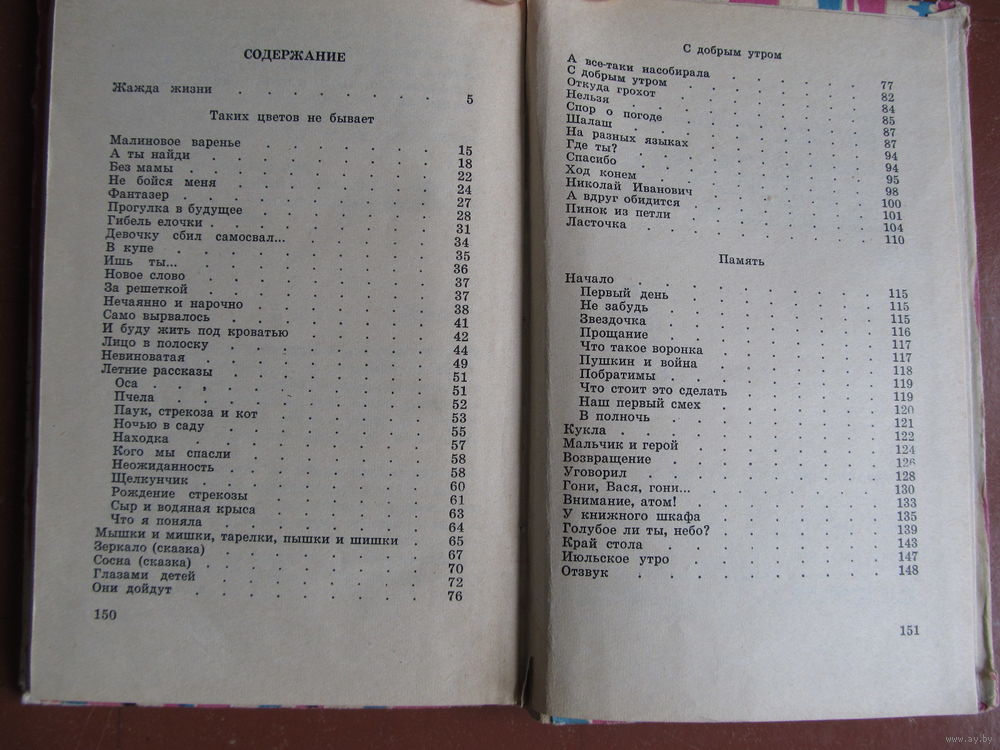 СОДЕРЖАНИЕ
Жажда жизни . . . . . . . 5
Таких цветов не бывает
Малиновое варенье . . . . . . 15
А ты найди . . . . . . . 18
Без мамы . . . . . . . 22
Не бойся меня . . . . . . . 24
Фантазер . . . . . . . 27
Прогулка в будущее . . . . . . 28
Гибель елочки . . . . . . . 31
Девочку сбил самосвал... . . . . . 34
В купе . . . . . . . 35
Ишь ты... . . . . . . . 36
Новое слово . . . . . . . 37
За решеткой . . . . . . . 37
Нечаянно и нарочно . . . . . . 38
Само вырвалось . . . . . . . 41
И буду жить под кроватью . . . . . 42
Лицо в полоску . . . . . . . 44
Невиноватая . . . . . . . 49
Летние рассказы . . . . . . . 51
Оса . . . . . . . 51
Пчела . . . . . . . 52
Паук, стрекоза и кот . . . . . . 53
Ночью в саду . . . . . . . 55
Находка . . . . . . . 57
Кого мы спасли . . . . . . . 58
Неожиданность . . . . . . . 58
Щелкунчик . . . . . . . 60
Рождение стрекозы . . . . . . 61
Сыр и водяная крыса . . . . . . 63
Что я поняла . . . . . . . 64
Мышки и мишки, тарелки, пышки и шишки . 65
Зеркало (сказка) . . . . . . . 67
Сосна (сказка) . . . . . . . 70
Глазами детей . . . . . . . 72
Они дойдут . . . . . . . 76
150
С добрым утром
А все-таки насобирала . . . . . . 77
С добрым утром . . . . . . . 82
Откуда грохот . . . . . . . 84
Нельзя . . . . . . . 85
Спор о погоде . . . . . . . 87
Шалаш . . . . . . . 87
На разных языках . . . . . . 94
Где ты? . . . . . . . 94
Спасибо . . . . . . . 95
Ход конем . . . . . . . 98
Николай Иванович . . . . . . 100
А вдруг обидится . . . . . . 101
Пинок из петли . . . . . . . 104
Ласточка . . . . . . . 110
Память
Начало . . . . . . . 115
Первый день . . . . . . . 115
Не забудь . . . . . . . 115
Звездочка . . . . . . . 116
Прощание . . . . . . . 117
Что такое воронка . . . . . . 117
Пушкин и война . . . . . . 118
Побратимы . . . . . . . 119
Что стоит это сделать . . . . . 119
Наш первый смех . . . . . . 120
В полночь . . . . . . . 121
Кукла . . . . . . . 122
Мальчик и герой . . . . . . . 124
Возвращение . . . . . . . 126
Уговорил . . . . . . . 128
Гони, Вася, гони... . . . . . . 130
Внимание, атом! . . . . . . . 133
У книжного шкафа . . . . . . 135
Голубое ли ты, небо? . . . . . . 139
Край стола . . . . . . . 143
Июльское утро . . . . . . . 147
Отзвук . . . . . . . 148
151
www.ay.by